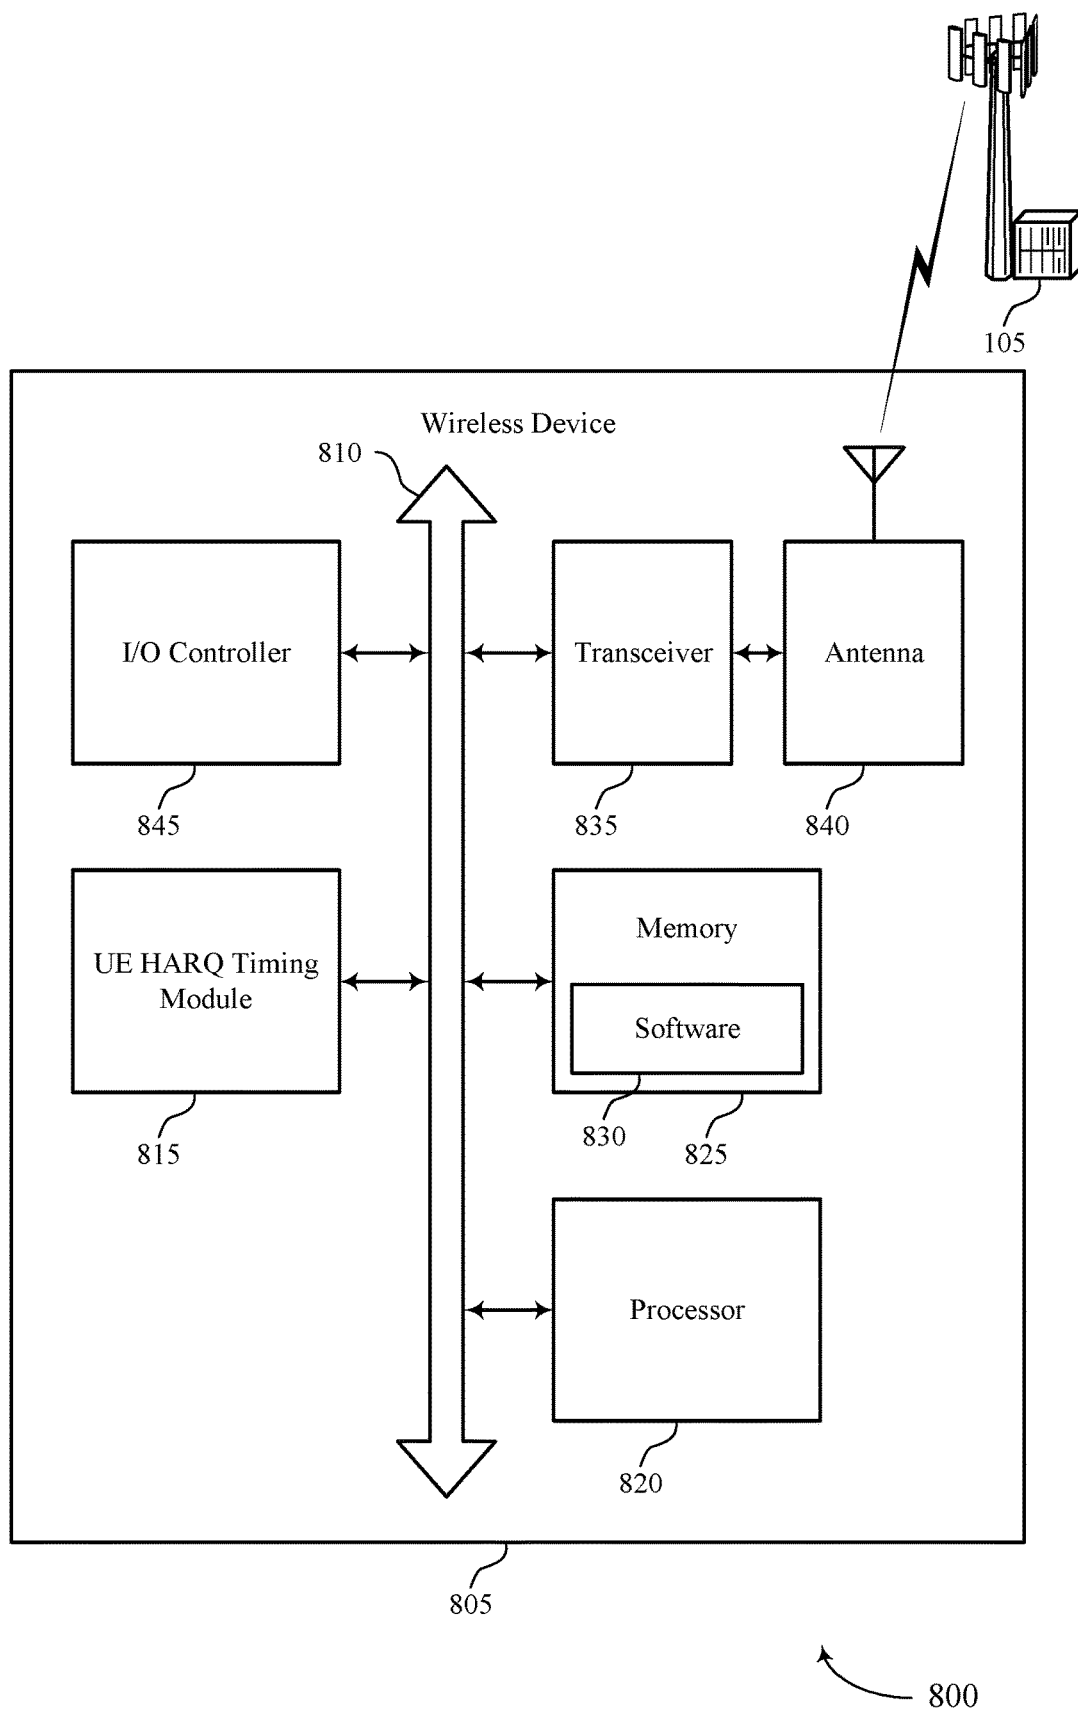 105
Wireless Device
810
I/O Controller
Transceiver
Antenna
845
835
840
UE HARQ Timing
Module
Memory
Software
830
825
815
Processor
820
805
800